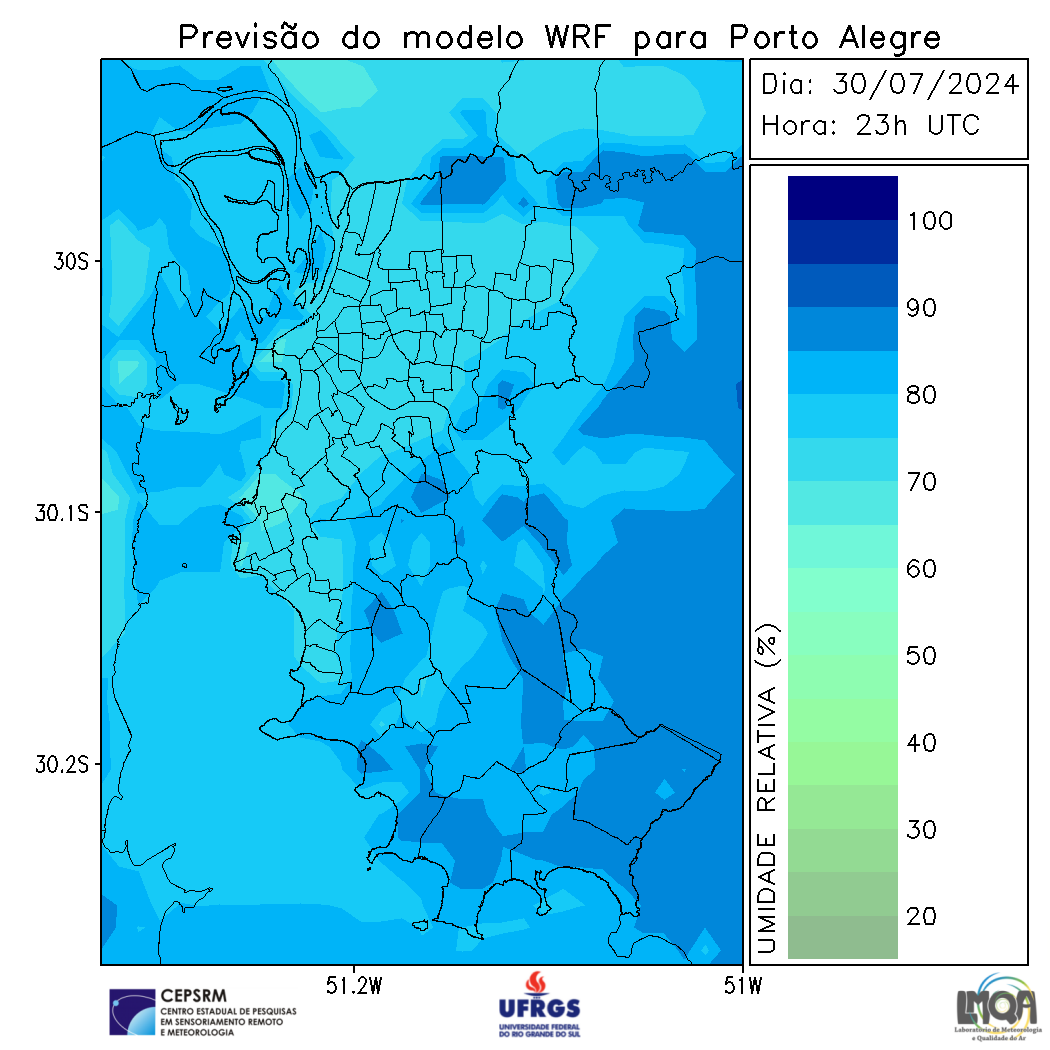 Previsão do modelo WRF para Porto Alegre
Dia: 30/07/2024
Hora: 23h UTC
30S
30.1S
30.2S
51.2W
51W
100
90
80
70
60
50
40
30
20
UMIDADE RELATIVA (%)
CEPSRM
CENTRO ESTADUAL DE PESQUISAS
EM SENSORIAMENTO REMOTO
E METEOROLOGIA
UFRGS
UNIVERSIDADE FEDERAL
DO RIO GRANDE DO SUL
LMQA
Laboratório de Meteorologia
e Qualidade do Ar